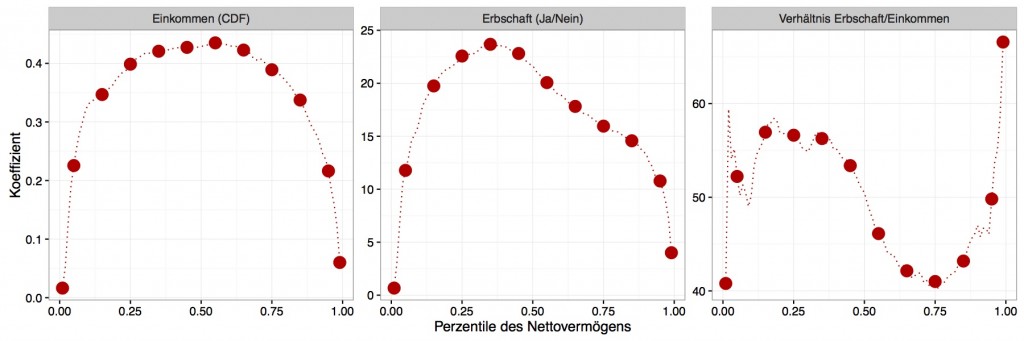 Einkommen (CDF)
Erbschaft (Ja/Nein)
Verhältnis Erbschaft/Einkommen
Koeffizient
0.4
0.3
0.2
0.1
0.0
25
20
15
10
5
0
60
50
40
0.00 0.25 0.50 0.75 1.00
0.00 0.25 0.50 0.75 1.00
0.00 0.25 0.50 0.75 1.00
Perzentile des Nettovermögens